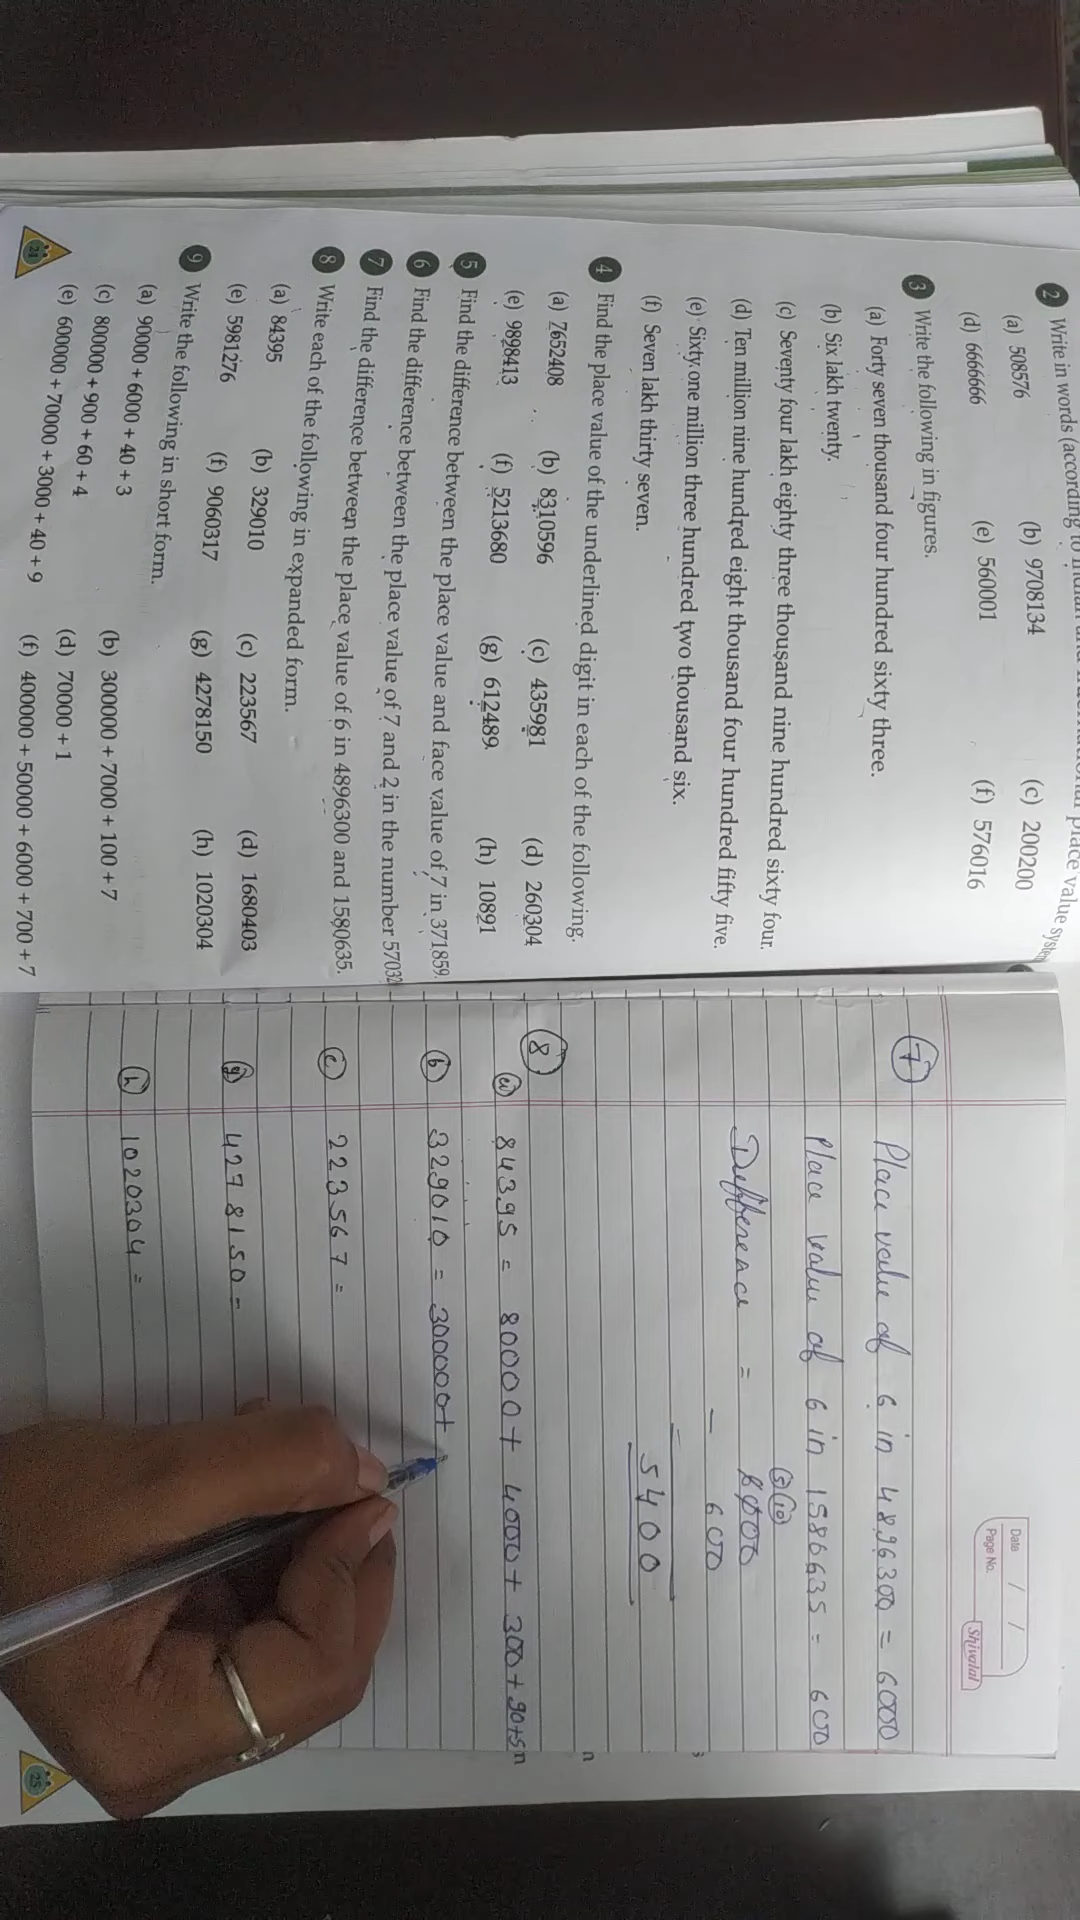 2 Write in words (according to
place value system
(a) 508576 (b) 9708134 (c) 200200
(d) 6666666 (e) 560001 (f) 576016
3 Write the following in figures.
(a) Forty seven thousand four hundred sixty three.
(b) Six lakh twenty.
(c) Seventy four lakh eighty three thousand nine hundred sixty four.
(d) Ten million nine hundred eight thousand four hundred fifty five.
(e) Sixty one million three hundred two thousand six.
(f) Seven lakh thirty seven.
4 Find the place value of the underlined digit in each of the following.
(a) 7652408 (b) 8310596 (c) 435981 (d) 260304
(e) 9898413 (f) 5213680 (g) 612489. (h) 10891
5 Find the difference between the place value and face value of 7 in 371859.
6 Find the difference between the place value of 7 and 2 in the number 57032
7 Find the difference between the place value of 6 in 4896300 and 1580635.
8 Write each of the following in expanded form.
(a) 84395 (b) 329010 (c) 223567 (d) 1680403
(e) 5981276 (f) 9060317 (g) 4278150 (h) 1020304
9 Write the following in short form.
(a) 90000 + 6000 + 40 + 3 (b) 300000 + 7000 + 100 + 7
(c) 800000 + 900 + 60 + 4 (d) 70000 + 1
(e) 600000 + 70000 + 3000 + 40 + 9 (f) 400000 + 50000 + 6000 + 700 + 7
24
Date / /
Page No.
Shivalal
7 Place value of 6 in 4896300 = 6000
Place value of 6 in 1586635 = 600
5 10
Difference = 6000
- 600
5400
8
(a) 84395 = 80000 + 4000 + 300 + 90 + 5
(b) 329010 = 300000 +
(c) 223567 =
(g) 4278150 =
(h) 1020304 =
25